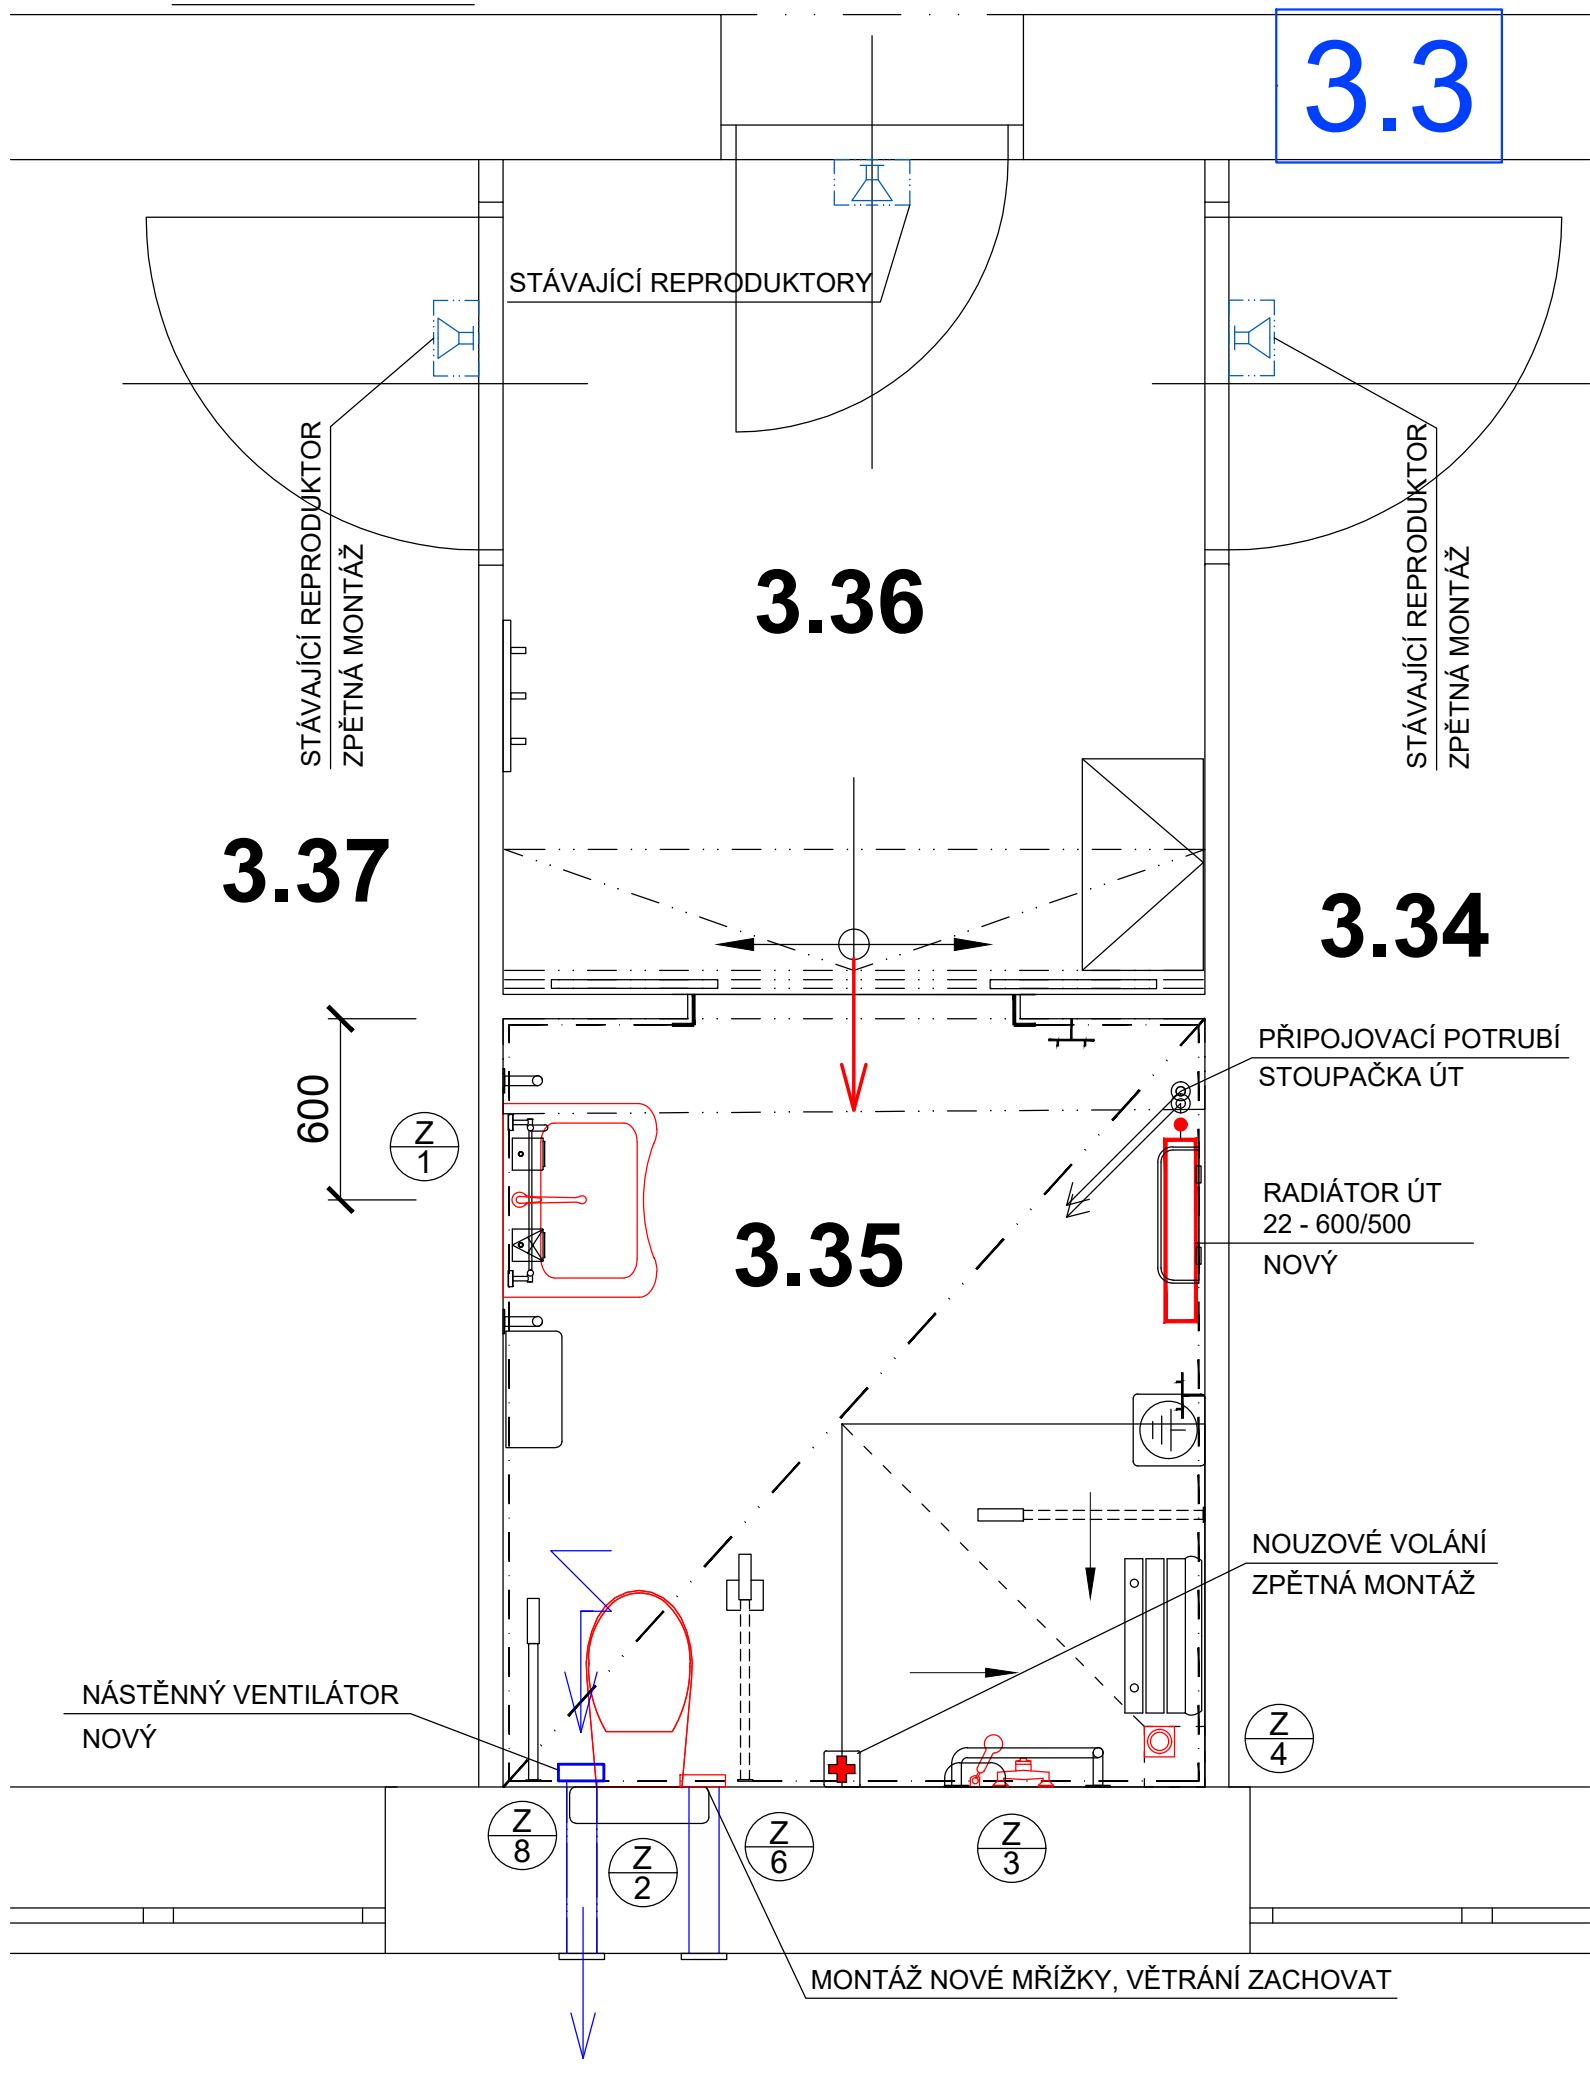 3.3
STÁVAJÍCÍ REPRODUKTORY
STÁVAJÍCÍ REPRODUKTOR
ZPĚTNÁ MONTÁŽ
STÁVAJÍCÍ REPRODUKTOR
ZPĚTNÁ MONTÁŽ
3.36
3.37
3.34
600
Z
1
PŘIPOJOVACÍ POTRUBÍ
STOUPAČKA ÚT
RADIÁTOR ÚT
22 - 600/500
NOVÝ
3.35
NOUZOVÉ VOLÁNÍ
ZPĚTNÁ MONTÁŽ
NÁSTĚNNÝ VENTILÁTOR
NOVÝ
Z
4
Z
8
Z
2
Z
6
Z
3
MONTÁŽ NOVÉ MŘÍŽKY, VĚTRÁNÍ ZACHOVAT